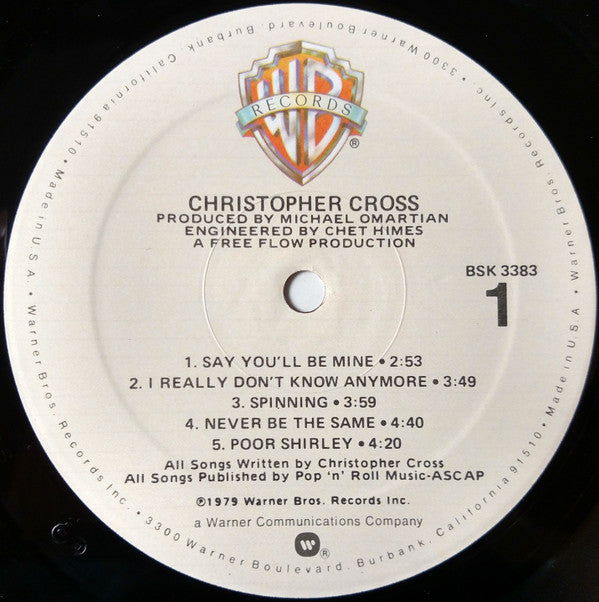 WB
RECORDS
®
CHRISTOPHER CROSS
PRODUCED BY MICHAEL OMARTIAN
ENGINEERED BY CHET HIMES
A FREE FLOW PRODUCTION
BSK 3383
1
1. SAY YOU'LL BE MINE • 2:53
2. I REALLY DON'T KNOW ANYMORE • 3:49
3. SPINNING • 3:59
4. NEVER BE THE SAME • 4:40
5. POOR SHIRLEY • 4:20
All Songs Written by Christopher Cross
All Songs Published by Pop 'n' Roll Music-ASCAP
℗1979 Warner Bros. Records Inc.
a Warner Communications Company
®
Warner Bros. Records Inc. • 3300 Warner Boulevard, Burbank, California 91510 • Made in U.S.A. • Warner Bros. Records Inc. • 3300 Warner Boulevard, Burbank, California 91510 • Made in U.S.A •